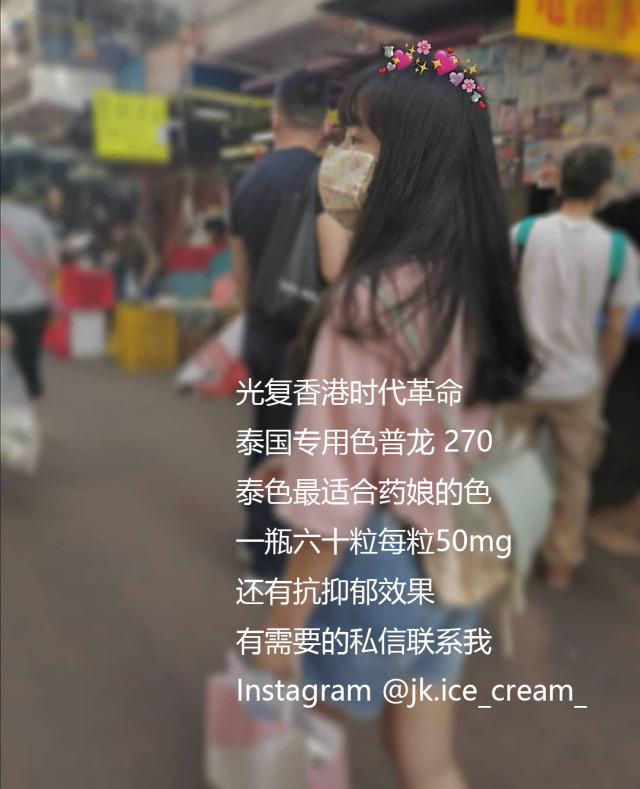 光复香港时代革命
泰国专用色普龙 270
泰色最适合药娘的色
一瓶六十粒每粒50mg
还有抗抑郁效果
有需要的私信联系我
Instagram @jk.ice_cream_